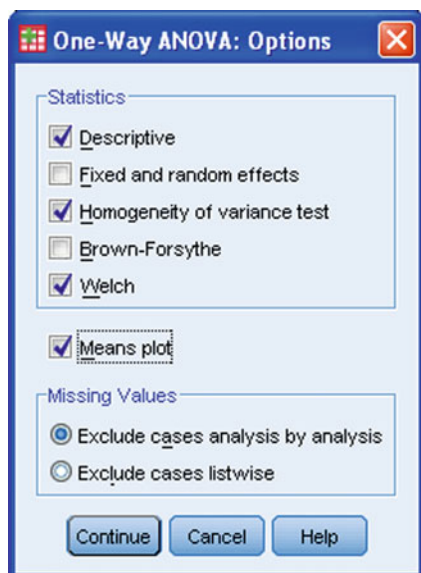 One-Way ANOVA: Options
Statistics
Descriptive
Fixed and random effects
Homogeneity of variance test
Brown-Forsythe
Welch
Means plot
Missing Values
Exclude cases analysis by analysis
Exclude cases listwise
Continue Cancel Help